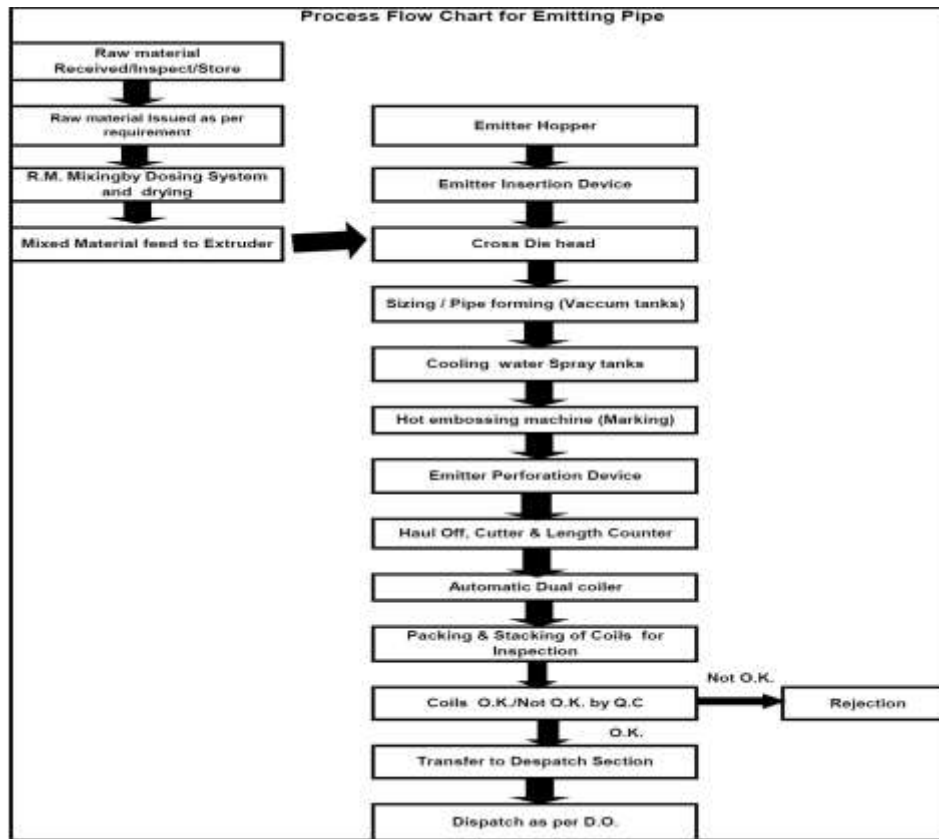 Process Flow Chart for Emitting Pipe
Raw material
Received/Inspect/Store
Raw material Issued as per
requirement
R.M. Mixingby Dosing System
and drying
Mixed Material feed to Extruder
Emitter Hopper
Emitter Insertion Device
Cross Die head
Sizing / Pipe forming (Vaccum tanks)
Cooling water Spray tanks
Hot embossing machine (Marking)
Emitter Perforation Device
Haul Off, Cutter & Length Counter
Automatic Dual coiler
Packing & Stacking of Coils for
Inspection
Coils O.K./Not O.K. by Q.C
Not O.K.
Rejection
O.K.
Transfer to Despatch Section
Dispatch as per D.O.